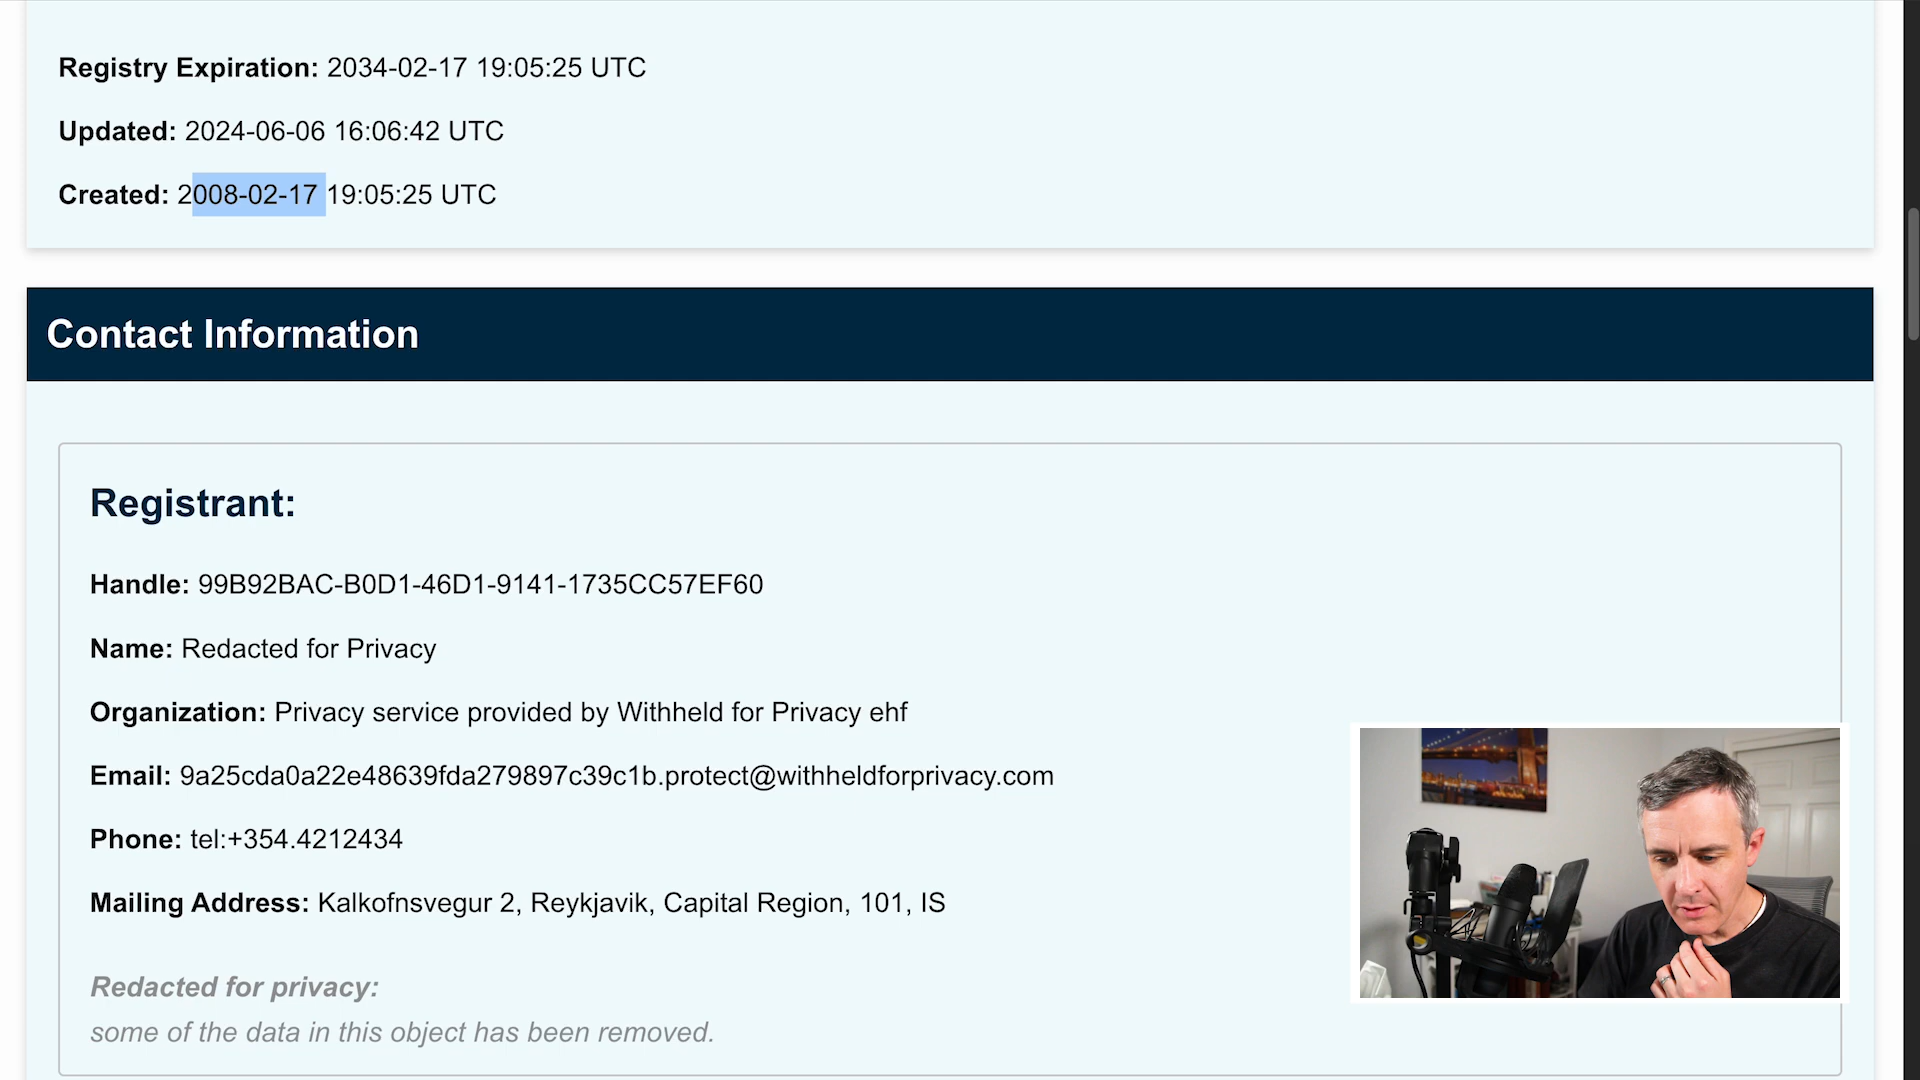 Registry Expiration: 2034-02-17 19:05:25 UTC
Updated: 2024-06-06 16:06:42 UTC
Created: 2008-02-17 19:05:25 UTC
Contact Information
Registrant:
Handle: 99B92BAC-B0D1-46D1-9141-1735CC57EF60
Name: Redacted for Privacy
Organization: Privacy service provided by Withheld for Privacy ehf
Email: 9a25cda0a22e48639fda279897c39c1b.protect@withheldforprivacy.com
Phone: tel:+354.4212434
Mailing Address: Kalkofnsvegur 2, Reykjavik, Capital Region, 101, IS
Redacted for privacy:
some of the data in this object has been removed.